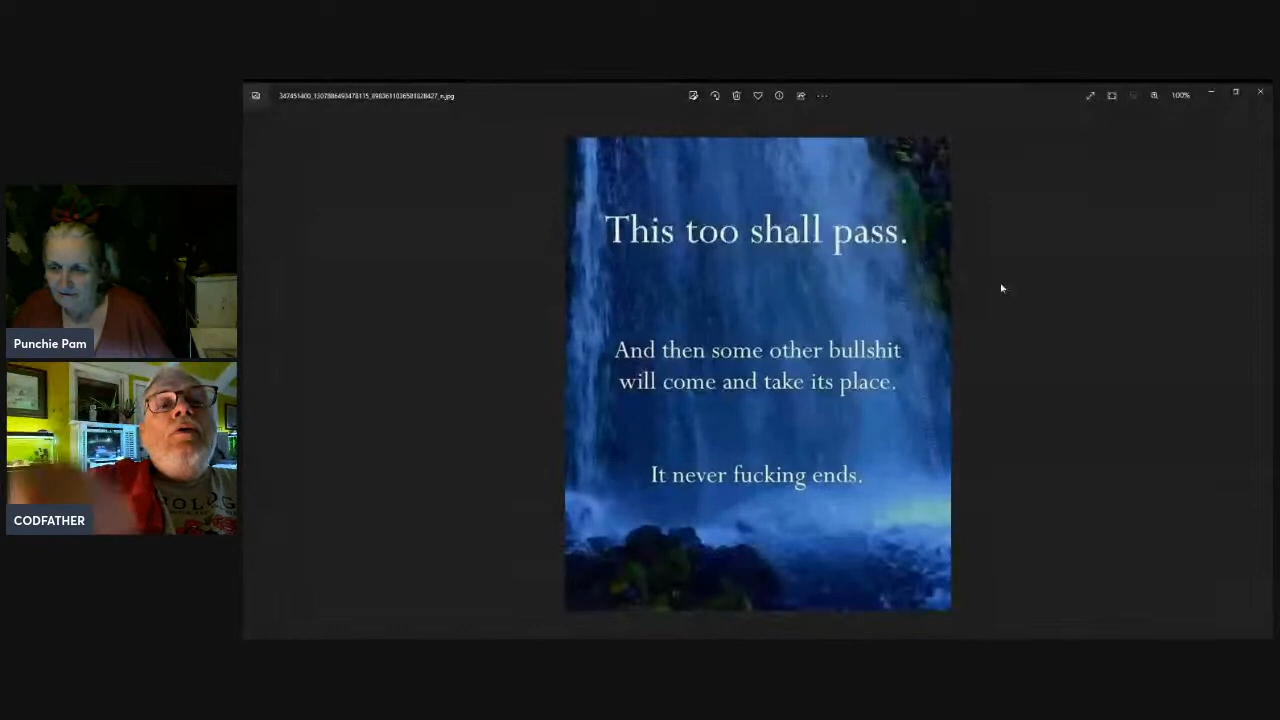 100%
This too shall pass.
And then some other bullshit
will come and take its place.
It never fucking ends.
Punchie Pam
CODFATHER